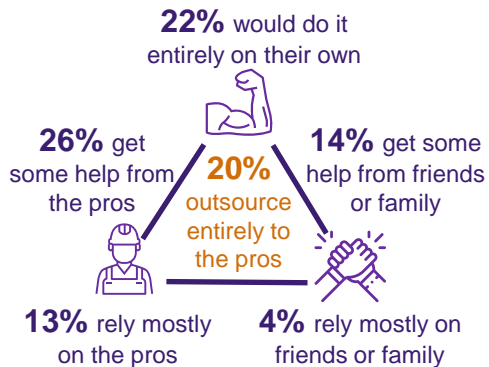 22% would do it
entirely on their own
26% get
some help from
the pros
14% get some
help from friends
or family
20%
outsource
entirely to
the pros
13% rely mostly
on the pros
4% rely mostly on
friends or family